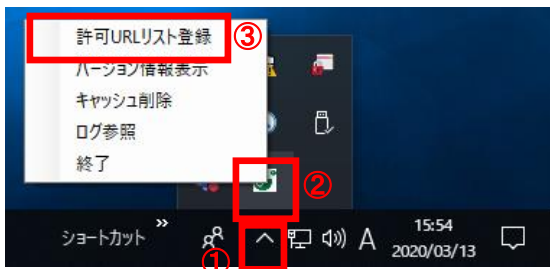 許可URLリスト登録
③
バージョン情報表示
キャッシュ削除
ログ参照
終了
②
ショートカット
»
①
A
15:54
2020/03/13